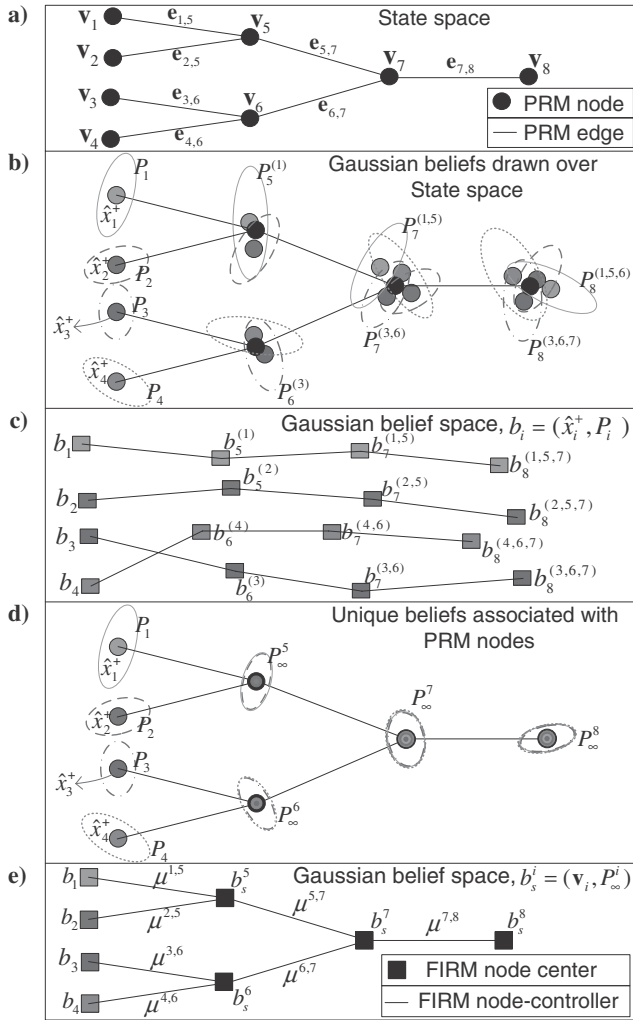 a) State space
v₁ e₁,₅ v₅
v₂ e₂,₅ e₅,₇ v₇ e₇,₈ v₈
v₃ e₃,₆ v₆ e₆,₇
v₄ e₄,₆
PRM node
PRM edge
b) Gaussian beliefs drawn over
State space
P₁ x̂₁⁺ P₅⁽¹⁾
x̂₂⁺ P₂ P₇⁽¹,⁵⁾ P₈⁽¹,⁵,⁶⁾
x̂₃⁺ P₃ P₇⁽³,⁶⁾ P₈⁽³,⁶,⁷⁾
x̂₄⁺ P₄ P₆⁽³⁾
c) Gaussian belief space, bᵢ = (x̂ᵢ⁺, Pᵢ)
b₁ b₅⁽¹⁾ b₇⁽¹,⁵⁾ b₈⁽¹,⁵,⁷⁾
b₂ b₅⁽²⁾ b₇⁽²,⁵⁾ b₈⁽²,⁵,⁷⁾
b₃ b₆⁽⁴⁾ b₇⁽⁴,⁶⁾ b₈⁽⁴,⁶,⁷⁾
b₄ b₆⁽³⁾ b₇⁽³,⁶⁾ b₈⁽³,⁶,⁷⁾
d) Unique beliefs associated with
PRM nodes
P₁ x̂₁⁺ P∞⁵
x̂₂⁺ P₂ P∞⁷ P∞⁸
x̂₃⁺ P₃ P∞⁶
x̂₄⁺ P₄
e) Gaussian belief space, bₛⁱ = (vᵢ, P∞ⁱ)
b₁ μ¹,⁵ bₛ⁵ μ⁵,⁷
b₂ μ²,⁵ bₛ⁷ μ⁷,⁸ bₛ⁸
b₃ μ³,⁶ μ⁶,⁷
b₄ μ⁴,⁶ bₛ⁶
FIRM node center
FIRM node-controller